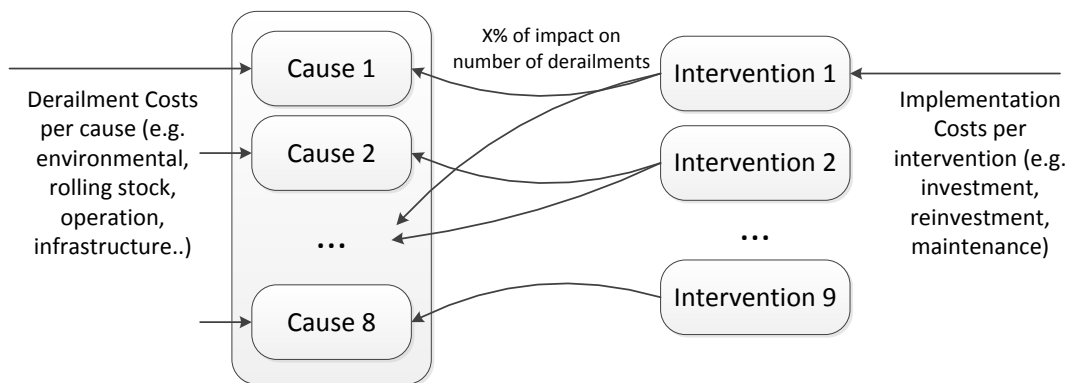 X% of impact on
number of derailments
Cause 1
Intervention 1
Derailment Costs
per cause (e.g.
environmental,
rolling stock,
operation,
infrastructure..)
Implementation
Costs per
intervention (e.g.
investment,
reinvestment,
maintenance)
Cause 2
Intervention 2
...
...
Cause 8
Intervention 9